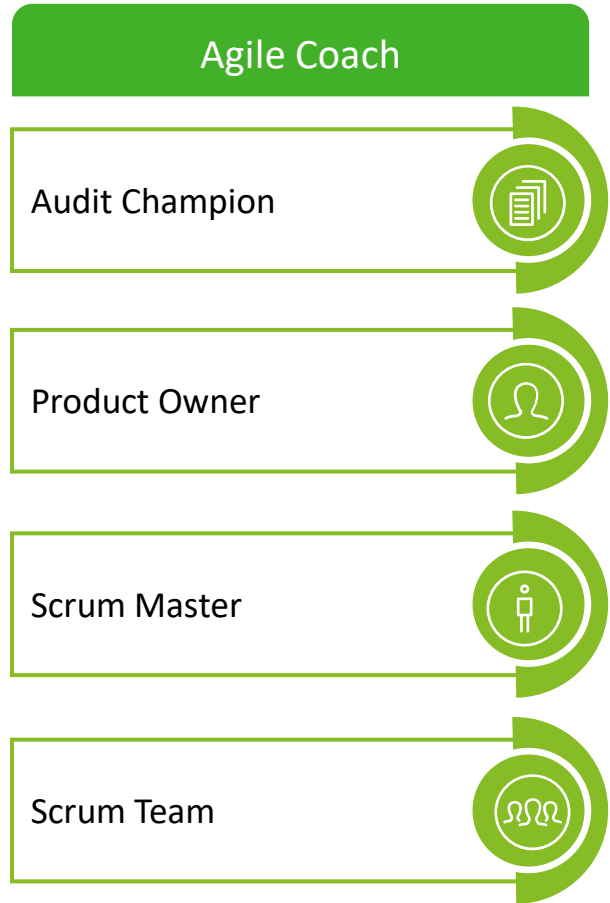 Agile Coach
Audit Champion
Product Owner
Scrum Master
Scrum Team